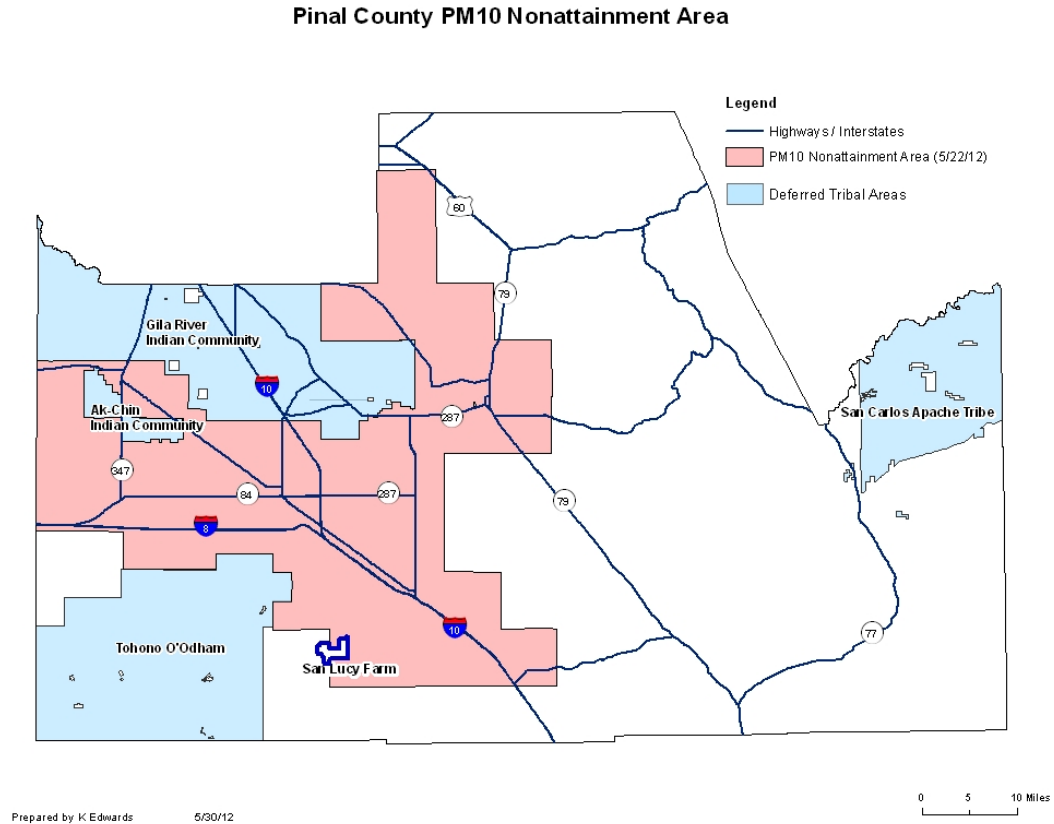 Pinal County PM10 Nonattainment Area
Legend
Highways / Interstates
PM10 Nonattainment Area (5/22/12)
Deferred Tribal Areas
60
79
Gila River
Indian Community
10
Ak-Chin
Indian Community
287
San Carlos Apache Tribe
347
84
287
79
8
10
77
Tohono O'Odham
San Lucy Farm
0 5 10 Miles
Prepared by K Edwards 5/30/12